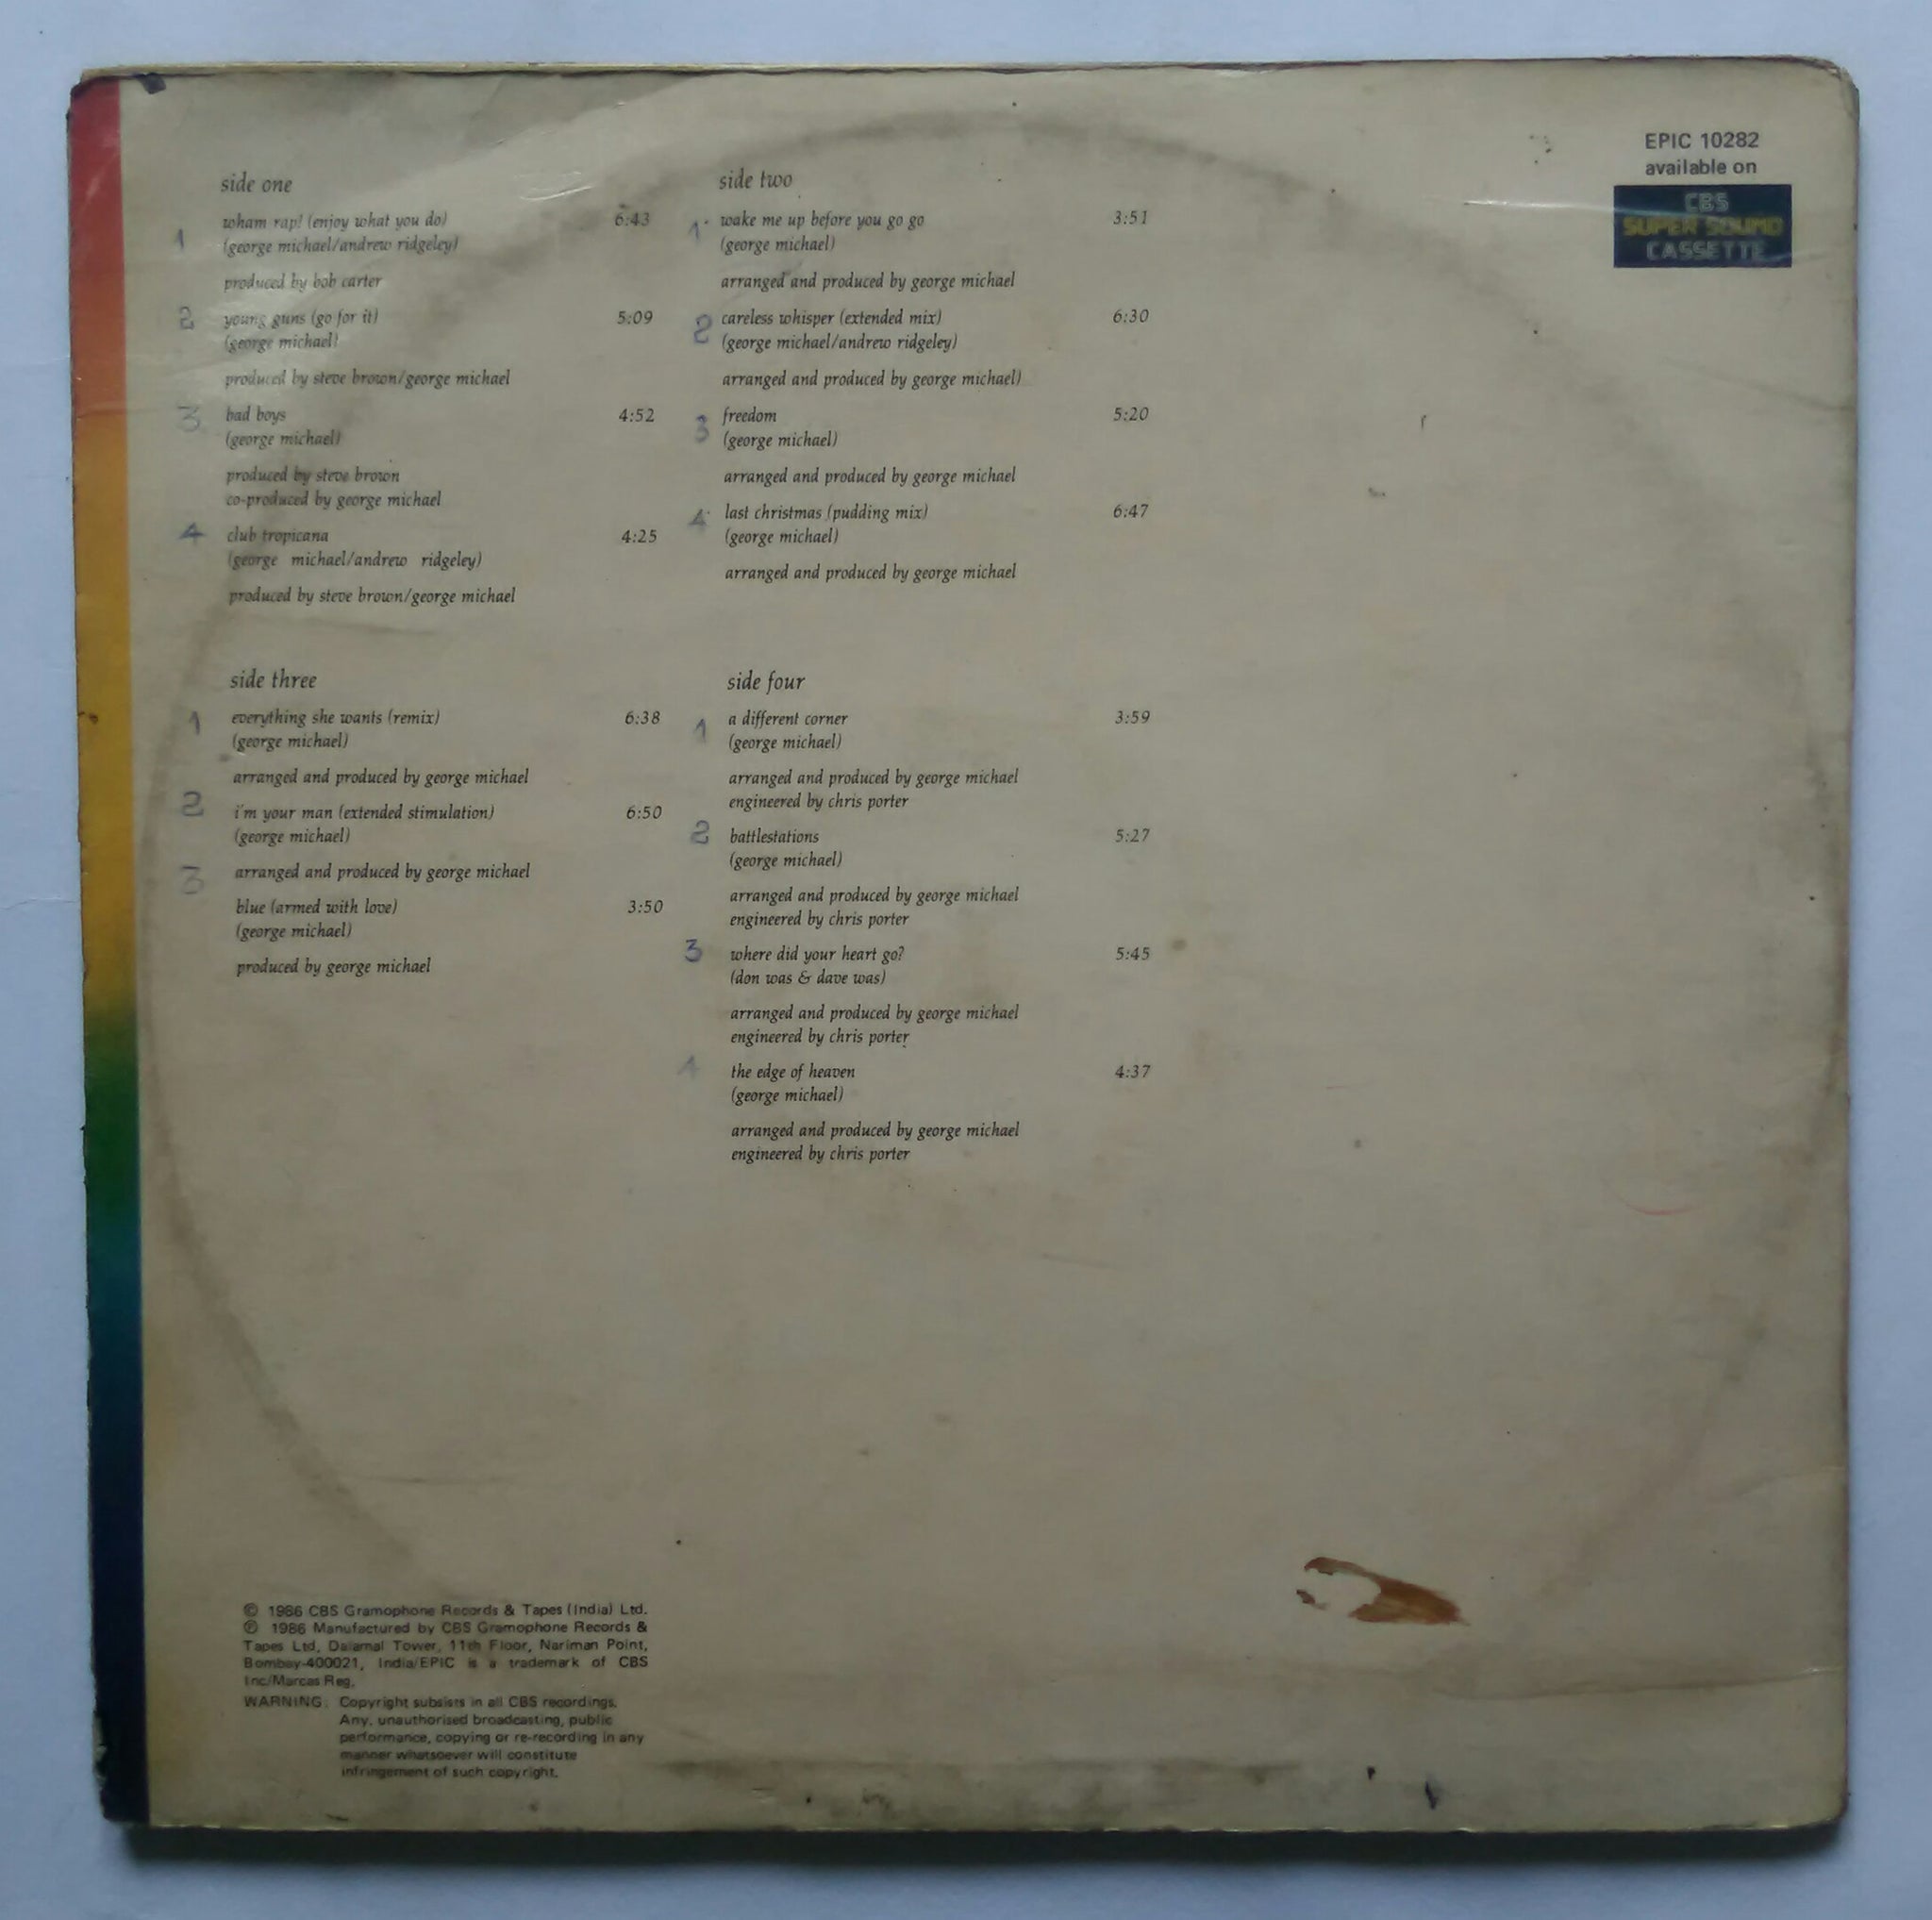 EPIC 10282
available on
CBS
SUPER SOUND
CASSETTE
side one
1 wham rap! (enjoy what you do) 6:43
(george michael/andrew ridgeley)
produced by bob carter
2 young guns (go for it) 5:09
(george michael)
produced by steve brown/george michael
3 bad boys 4:52
(george michael)
produced by steve brown
co-produced by george michael
4 club tropicana 4:25
(george michael/andrew ridgeley)
produced by steve brown/george michael
side two
1 wake me up before you go go 3:51
(george michael)
arranged and produced by george michael
2 careless whisper (extended mix) 6:30
(george michael/andrew ridgeley)
arranged and produced by george michael)
3 freedom 5:20
(george michael)
arranged and produced by george michael
4 last christmas (pudding mix) 6:47
(george michael)
arranged and produced by george michael
side three
1 everything she wants (remix) 6:38
(george michael)
arranged and produced by george michael
2 i'm your man (extended stimulation) 6:50
(george michael)
3 arranged and produced by george michael
blue (armed with love) 3:50
(george michael)
produced by george michael
side four
1 a different corner 3:59
(george michael)
arranged and produced by george michael
engineered by chris porter
2 battlestations 5:27
(george michael)
arranged and produced by george michael
engineered by chris porter
3 where did your heart go? 5:45
(don was & dave was)
arranged and produced by george michael
engineered by chris porter
4 the edge of heaven 4:37
(george michael)
arranged and produced by george michael
engineered by chris porter
© 1986 CBS Gramophone Records & Tapes (India) Ltd.
℗ 1986 Manufactured by CBS Gramophone Records &
Tapes Ltd, Dalamal Tower, 11th Floor, Nariman Point,
Bombay-400021, India/EPIC is a trademark of CBS
Inc/Marcas Reg.
WARNING: Copyright subsists in all CBS recordings.
Any, unauthorised broadcasting, public
performance, copying or re-recording in any
manner whatsoever will constitute
infringement of such copyright.